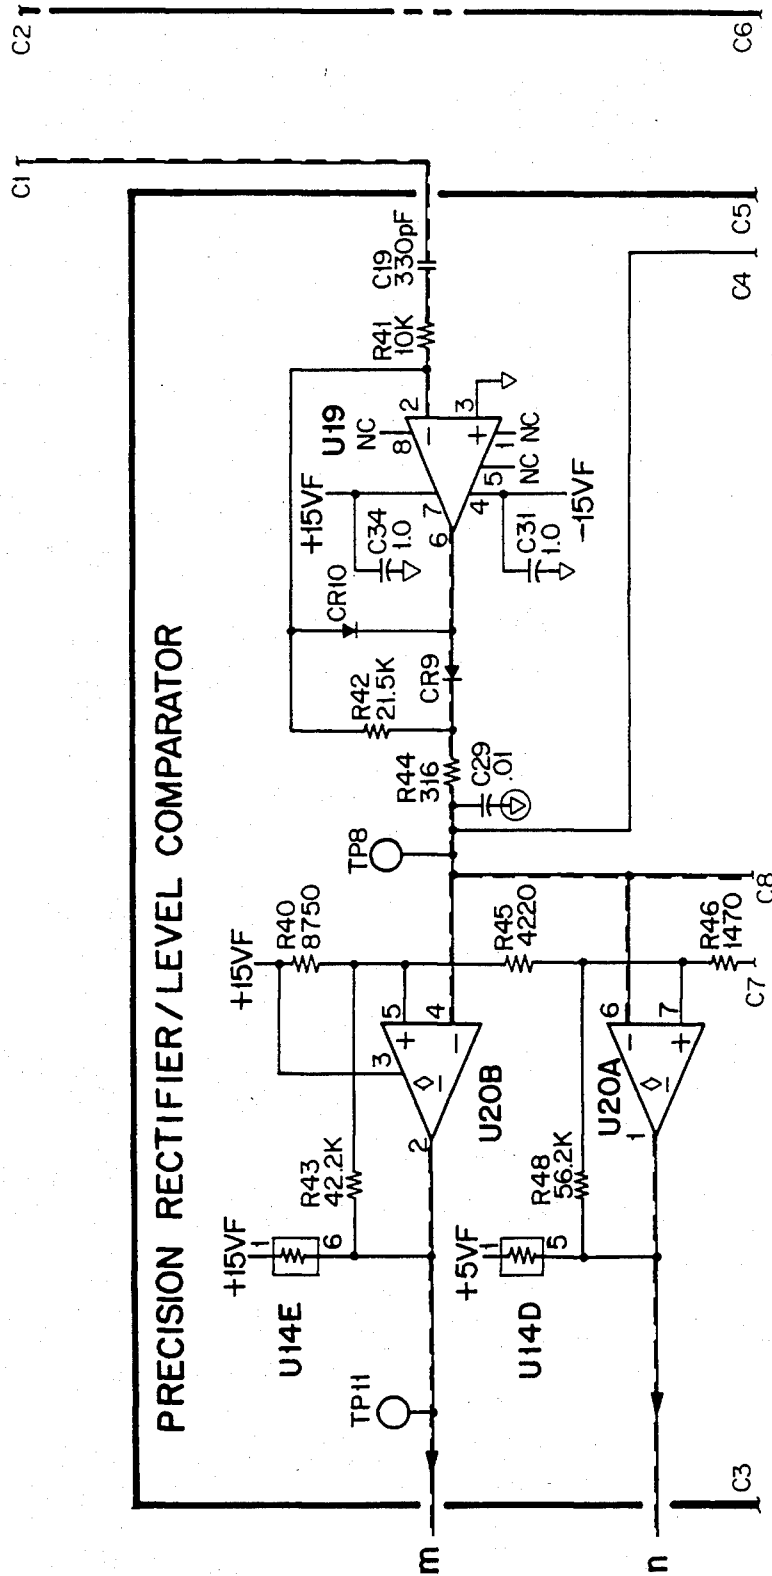 PRECISION RECTIFIER/LEVEL COMPARATOR
C1
C2
C19
330pF
R41
10K
U19
2
3
8
NC
1
NC
5
NC
+15VF
7
4
6
-15VF
C34
1.0
C31
1.0
CR10
CR9
R42
21.5K
R44
316
C29
.01
TP8
+15VF
R40
8750
R45
4220
R46
1470
5
4
3
2
U20B
6
7
1
U20A
R43
42.2K
R48
56.2K
+15VF
1
6
U14E
+5VF
1
5
U14D
TP11
m
n
C3
C7
C8
C4
C5
C6